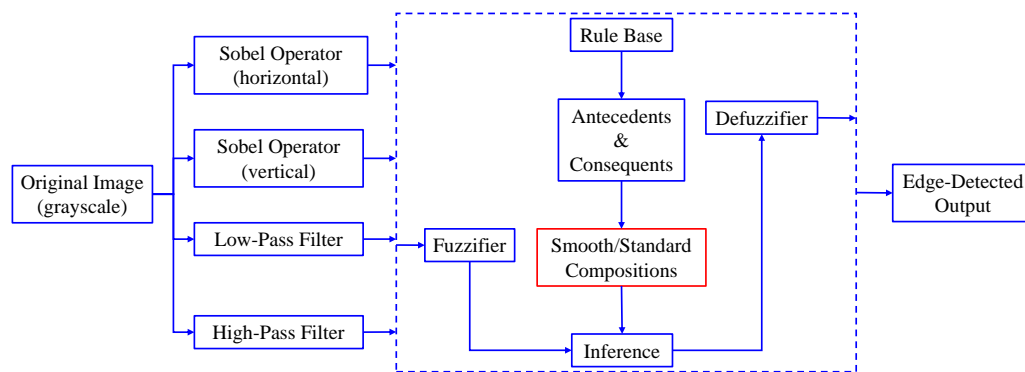 Original Image
(grayscale)
Sobel Operator
(horizontal)
Sobel Operator
(vertical)
Low-Pass Filter
High-Pass Filter
Fuzzifier
Rule Base
Antecedents
&
Consequents
Smooth/Standard
Compositions
Inference
Defuzzifier
Edge-Detected
Output